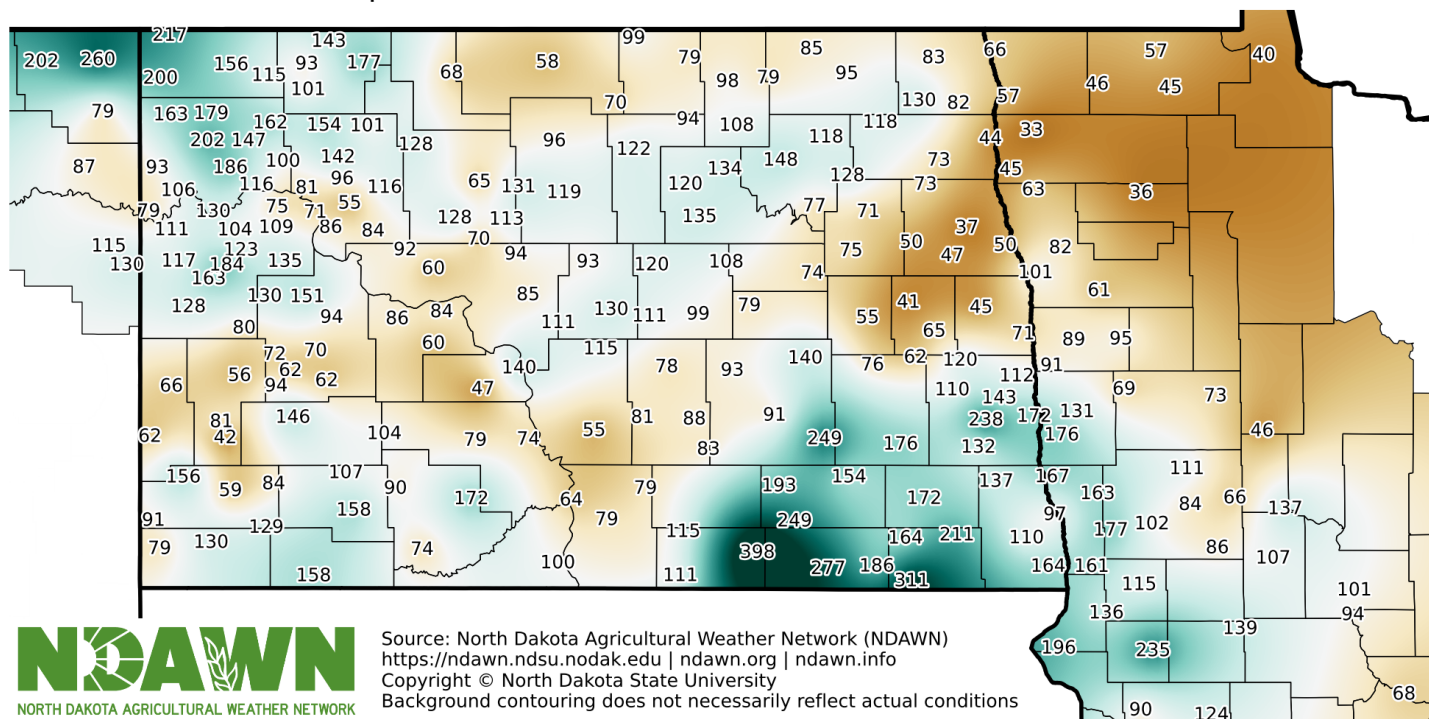 217 143 99
202 260 156 93 177 58 79 85 83 66 57 40
200 115 101 68 98 79 95 46 45
79 163 179 70 130 82 57
162 154 101 94 108 118 118 33
202 147 128 96 122 44
87 93 186 100 142 134 148 73 45
106 116 81 96 116 65 131 119 120 128 73 63 36
79 130 75 71 55 128 113 135 77 71
111 104 109 86 84 70 37
115 123 92 94 75 50 47 50 82
130 117 184 135 60 93 120 108 74 101
163 130 151 85 61
128 94 86 84 111 130 111 99 79 55 41 45
80 60 65 71 89 95
72 70 115 140 76 62 120
66 56 62 62 140 78 93 112 91
94 47 110 69 73
81 146 81 88 91 143 131
62 42 104 79 74 55 83 249 176 238 172 176 46
132
156 107 154 111
59 84 90 172 64 79 193 172 137 167 163 84 66 137
91 129 158 79 249 97 102
79 130 74 115 164 211 110 177 86
158 100 111 398 277 186 311 164 161 115 107 101
136 139 94
196 235
68
90 124
NDAWN
NORTH DAKOTA AGRICULTURAL WEATHER NETWORK
Source: North Dakota Agricultural Weather Network (NDAWN)
https://ndawn.ndsu.nodak.edu | ndawn.org | ndawn.info
Copyright © North Dakota State University
Background contouring does not necessarily reflect actual conditions